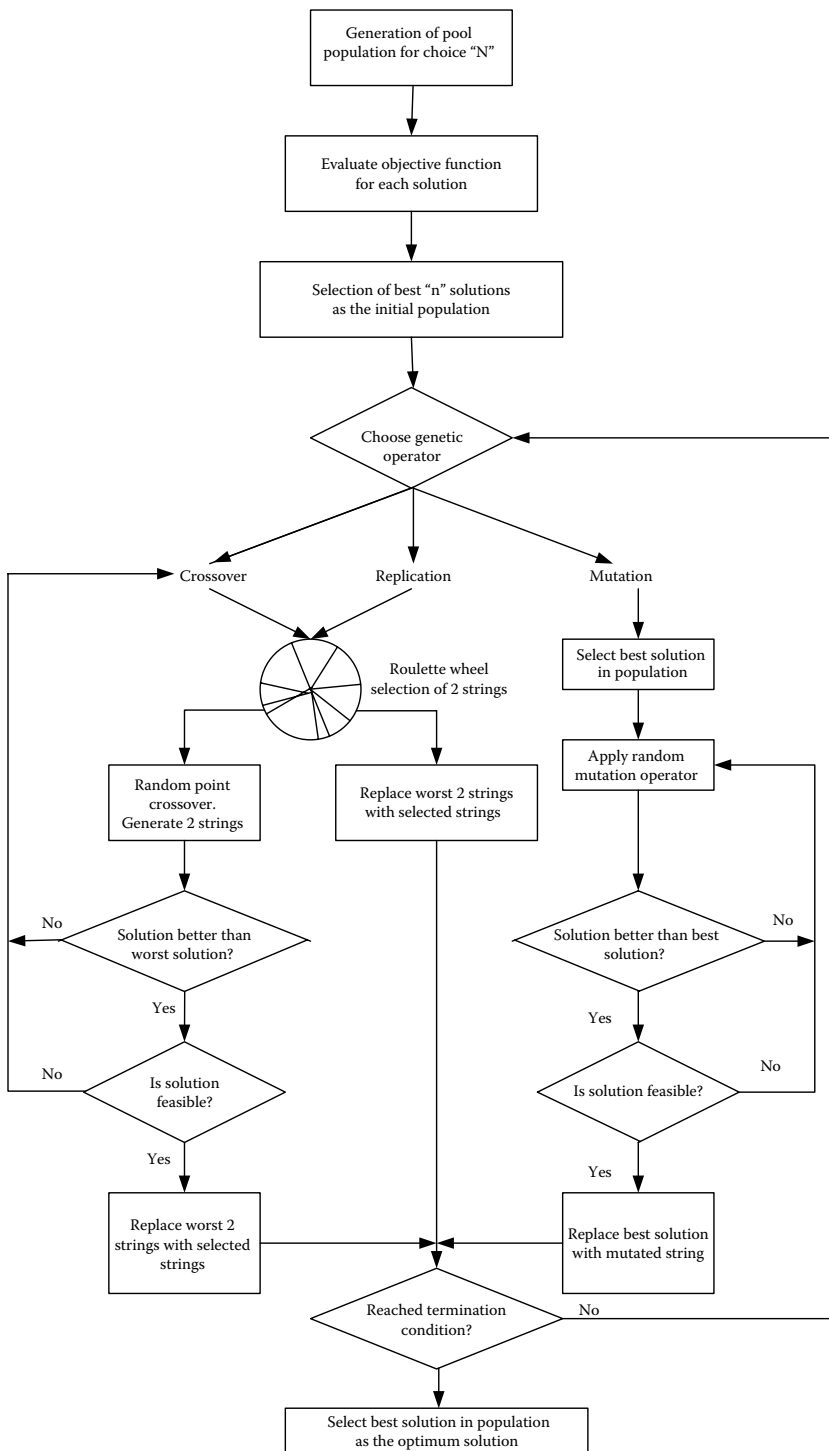 Generation of pool
population for choice “N”
Evaluate objective function
for each solution
Selection of best “n” solutions
as the initial population
Choose genetic
operator
Crossover
Replication
Mutation
Roulette wheel
selection of 2 strings
Select best solution
in population
Random point
crossover.
Generate 2 strings
Replace worst 2 strings
with selected strings
Apply random
mutation operator
No
Solution better than
worst solution?
Solution better than best
solution?
No
Yes
Yes
No
Is solution
feasible?
Is solution feasible?
No
Yes
Yes
Replace worst 2
strings with selected
strings
Replace best solution
with mutated string
Reached termination
condition?
No
Select best solution in population
as the optimum solution